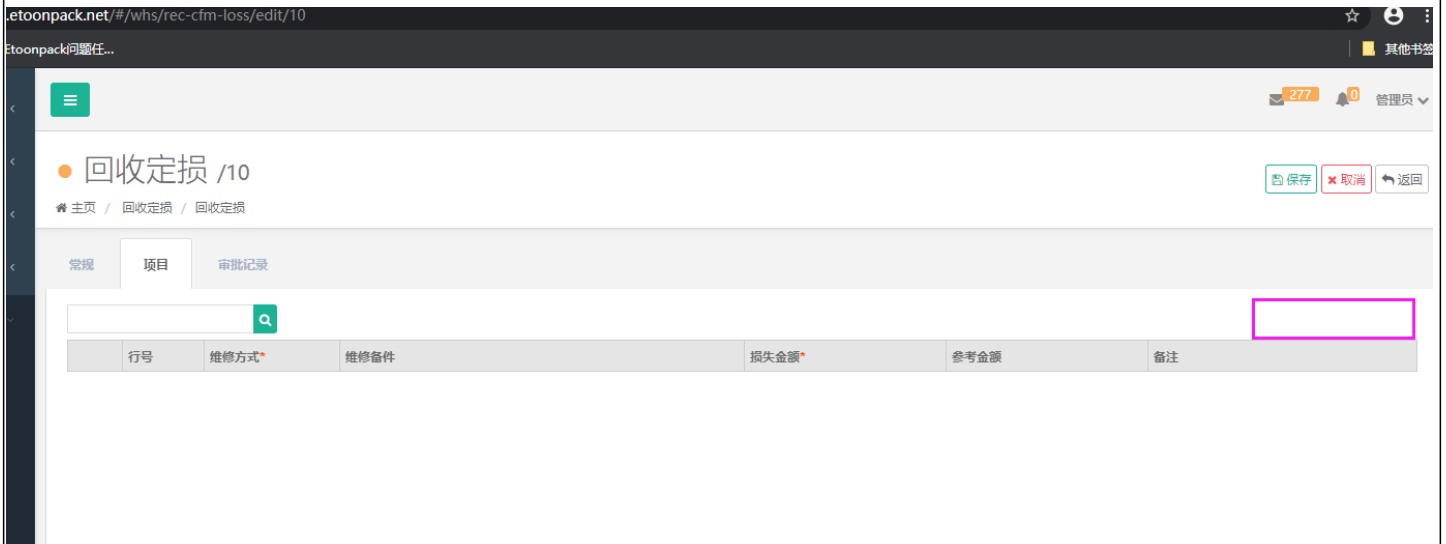 .etoonpack.net/#/whs/rec-cfm-loss/edit/10
Etoonpack问题任...
其他书签
277
0
管理员
回收定损 /10
保存
取消
返回
主页 / 回收定损 / 回收定损
常规
项目
审批记录
行号 维修方式* 维修备件 损失金额* 参考金额 备注